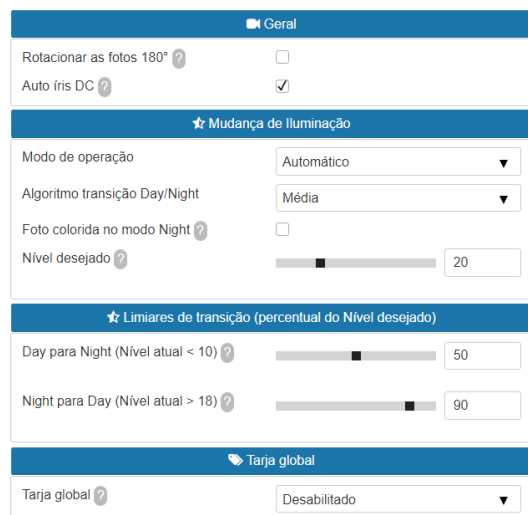 Geral
Rotacionar as fotos 180° ?
Auto íris DC ?
Mudança de Iluminação
Modo de operação Automático
Algoritmo transição Day/Night Média
Foto colorida no modo Night ?
Nível desejado ? 20
Limiares de transição (percentual do Nível desejado)
Day para Night (Nível atual < 10) ? 50
Night para Day (Nível atual > 18) ? 90
Tarja global
Tarja global ? Desabilitado